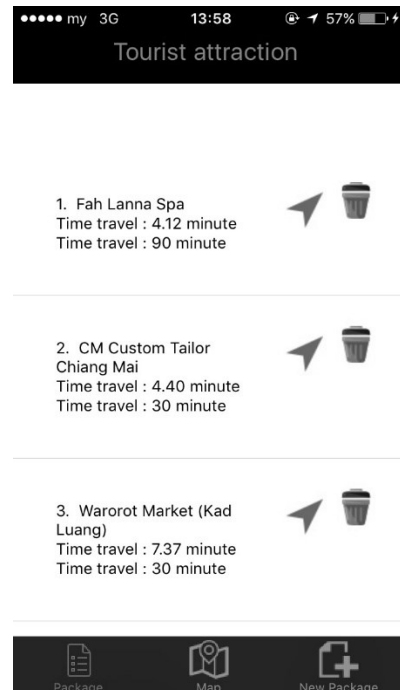 my 3G 13:58 57%
Tourist attraction
1. Fah Lanna Spa
Time travel : 4.12 minute
Time travel : 90 minute
2. CM Custom Tailor
Chiang Mai
Time travel : 4.40 minute
Time travel : 30 minute
3. Warorot Market (Kad
Luang)
Time travel : 7.37 minute
Time travel : 30 minute
Package Map New Package